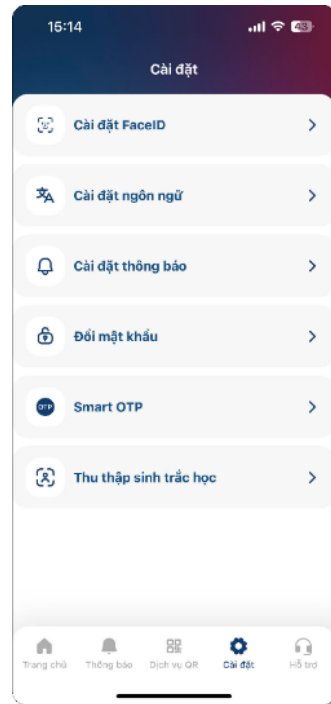 15:14
43
Cài đặt
Cài đặt FaceID
Cài đặt ngôn ngữ
Cài đặt thông báo
Đổi mật khẩu
OTP
Smart OTP
Thu thập sinh trắc học
Trang chủ
Thông báo
Dịch vụ QR
Cài đặt
Hỗ trợ